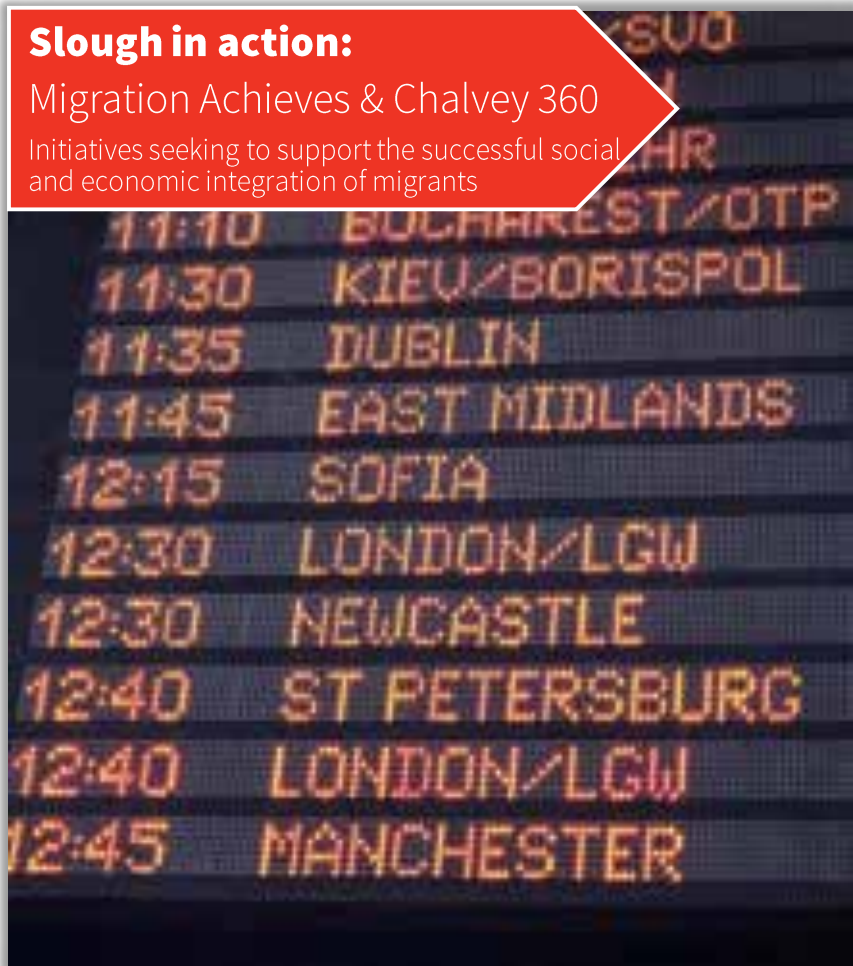 Slough in action:
Migration Achieves & Chalvey 360
Initiatives seeking to support the successful social
and economic integration of migrants
/SVO
HR
11:10 BUCHAREST/OTP
11:30 KIEV/BORISPOL
11:35 DUBLIN
11:45 EAST MIDLANDS
12:15 SOFIA
12:30 LONDON/LGW
12:30 NEWCASTLE
12:40 ST PETERSBURG
12:40 LONDON/LGW
12:45 MANCHESTER